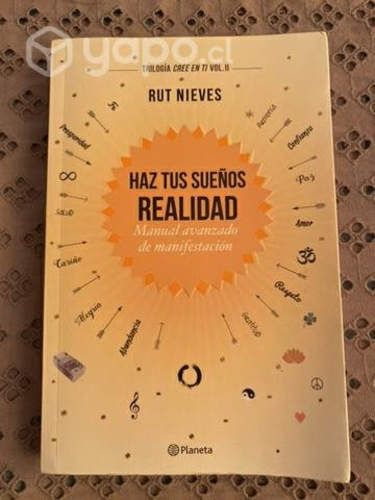 yapo.cl
TRILOGÍA CREE EN TI VOL. II
RUT NIEVES
Prosperidad
Confianza
HAZ TUS SUEÑOS
REALIDAD
Manual avanzado
de manifestación
Paz
Salud
Amor
Cariño
Respeto
Alegría
Abundancia
Gratitud
Planeta